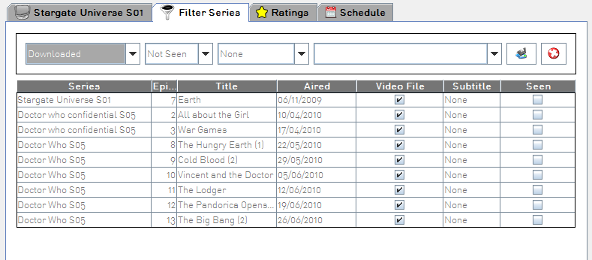 Stargate Universe S01 Filter Series Ratings Schedule
Downloaded Not Seen None
Series Epi... Title Aired Video File Subtitle Seen
Stargate Universe S01 7 Earth 06/11/2009 None
Doctor who confidential S05 2 All about the Girl 10/04/2010 None
Doctor who confidential S05 3 War Games 17/04/2010 None
Doctor Who S05 8 The Hungry Earth (1) 22/05/2010 None
Doctor Who S05 9 Cold Blood (2) 29/05/2010 None
Doctor Who S05 10 Vincent and the Doctor 05/06/2010 None
Doctor Who S05 11 The Lodger 12/06/2010 None
Doctor Who S05 12 The Pandorica Opens... 19/06/2010 None
Doctor Who S05 13 The Big Bang (2) 26/06/2010 None